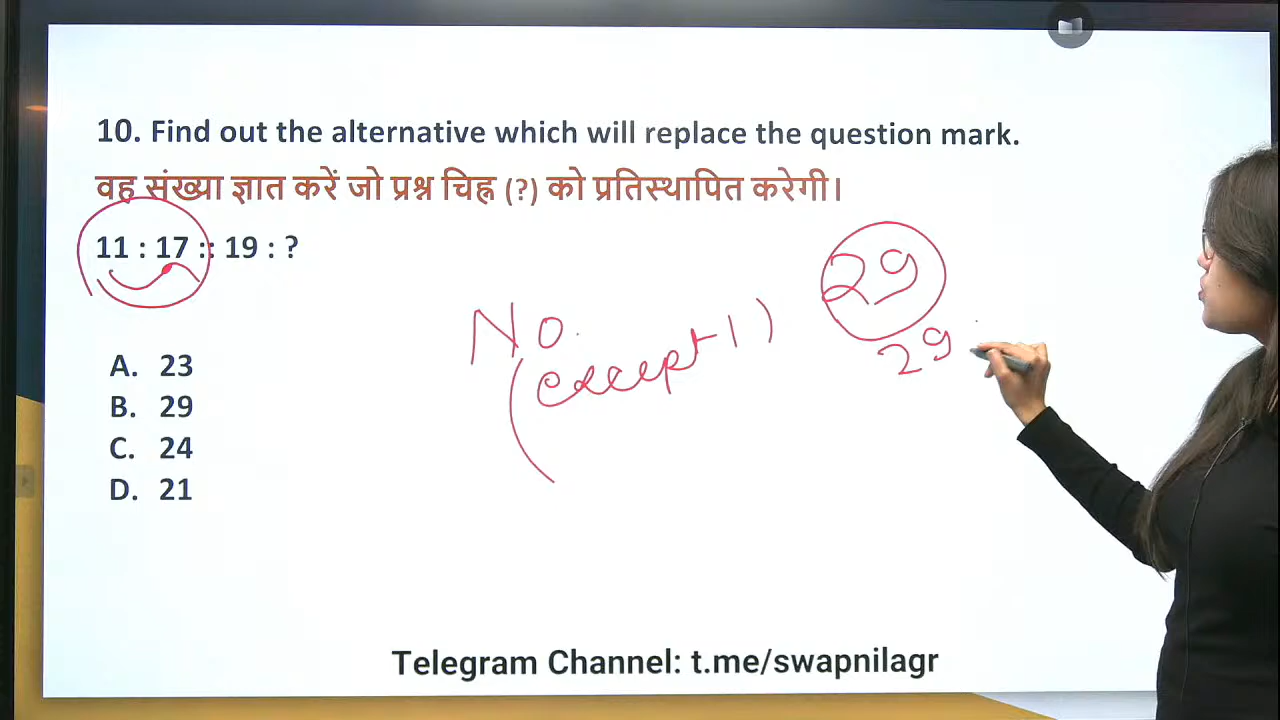 10. Find out the alternative which will replace the question mark.
वह संख्या ज्ञात करें जो प्रश्न चिह्न (?) को प्रतिस्थापित करेगी।
11 : 17 :: 19 : ?
A. 23
B. 29
C. 24
D. 21
No.
(except 1)
29
29
Telegram Channel: t.me/swapnilagr